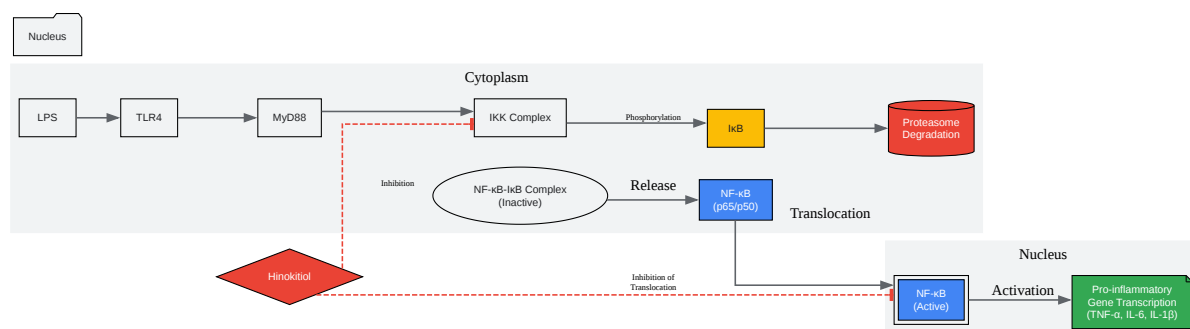 Nucleus
Cytoplasm
LPS
TLR4
MyD88
IKK Complex
Phosphorylation
IκB
Proteasome
Degradation
Inhibition
NF-κB-IκB Complex
(Inactive)
Release
NF-κB
(p65/p50)
Translocation
Hinokitiol
Inhibition of
Translocation
Nucleus
NF-κB
(Active)
Activation
Pro-inflammatory
Gene Transcription
(TNF-α, IL-6, IL-1β)